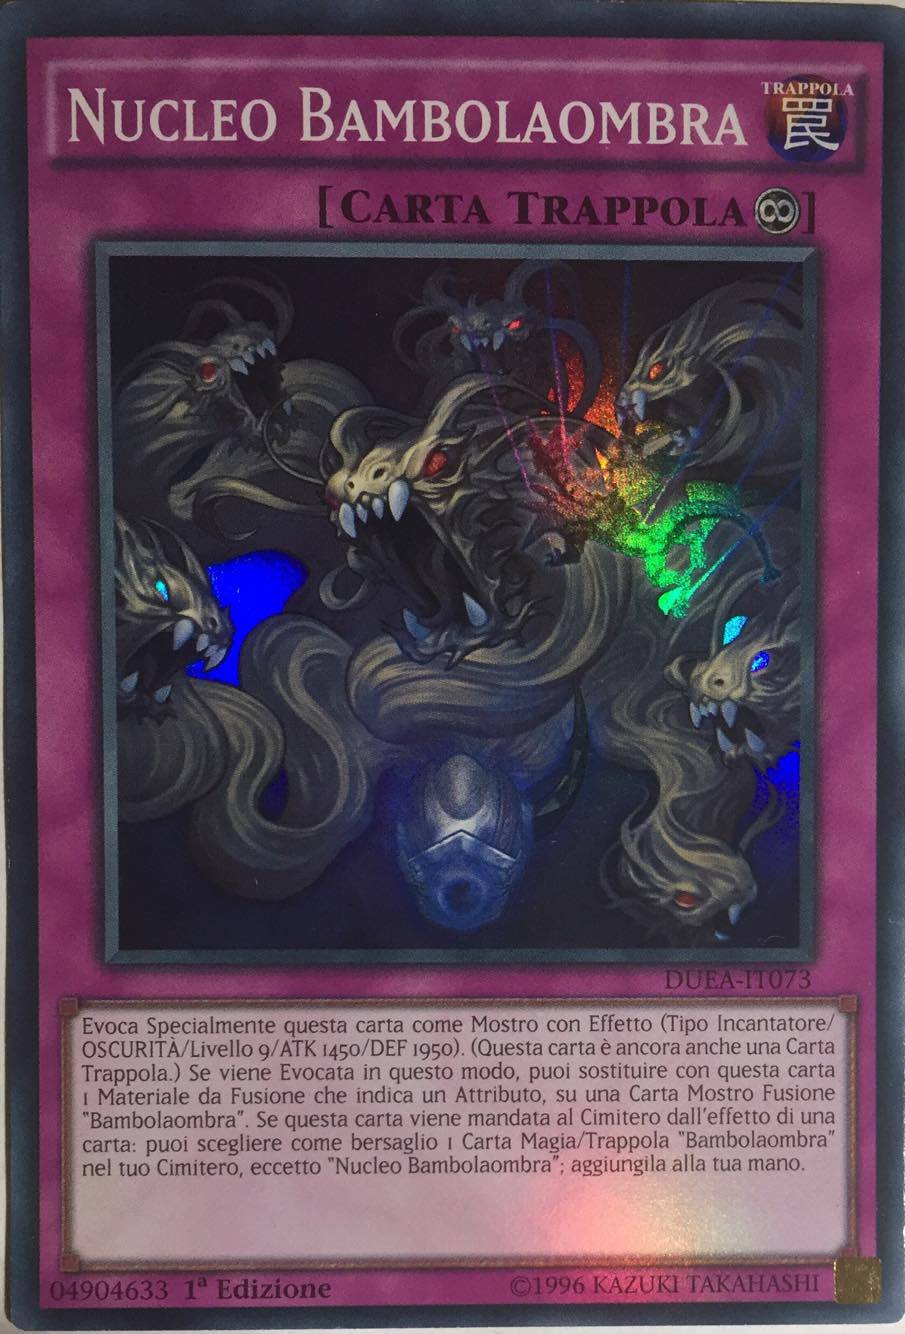 NUCLEO BAMBOLAOMBRA
TRAPPOLA
罠
[CARTA TRAPPOLA♾]
DUEA-IT073
Evoca Specialmente questa carta come Mostro con Effetto (Tipo Incantatore/
OSCURITÀ/Livello 9/ATK 1450/DEF 1950). (Questa carta è ancora anche una Carta
Trappola.) Se viene Evocata in questo modo, puoi sostituire con questa carta
1 Materiale da Fusione che indica un Attributo, su una Carta Mostro Fusione
"Bambolaombra". Se questa carta viene mandata al Cimitero dall'effetto di una
carta: puoi scegliere come bersaglio 1 Carta Magia/Trappola "Bambolaombra"
nel tuo Cimitero, eccetto "Nucleo Bambolaombra"; aggiungila alla tua mano.
04904633 1ª Edizione
©1996 KAZUKI TAKAHASHI